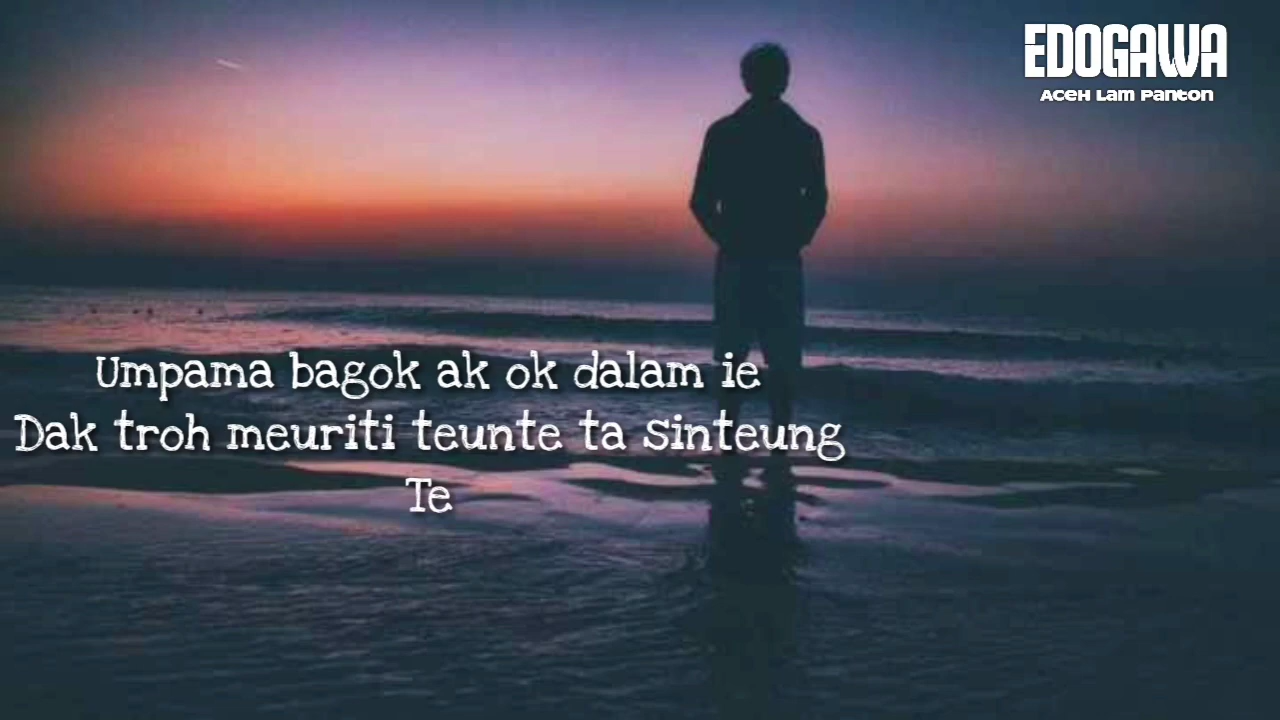 EDOGAWA
Aceh Lam Panton
Umpama bagok ak ok dalam ie
Dak troh meuriti teunte ta sinteung
Te